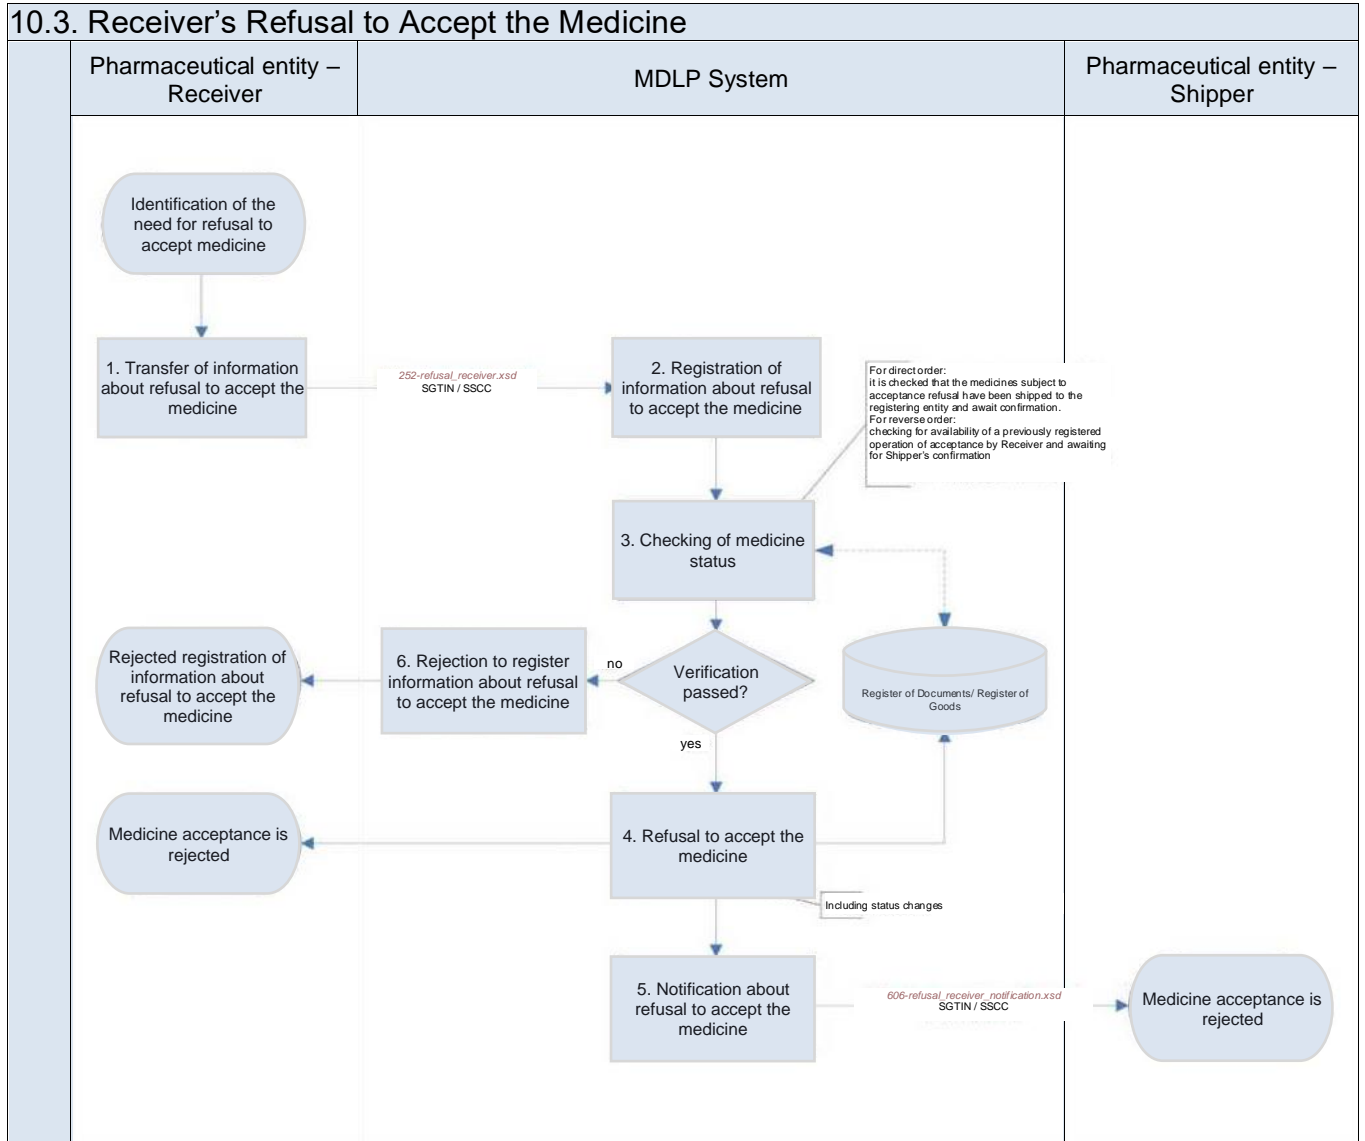 10.3. Receiver’s Refusal to Accept the Medicine
Pharmaceutical entity –
Receiver
MDLP System
Pharmaceutical entity –
Shipper
Identification of the
need for refusal to
accept medicine
1. Transfer of information
about refusal to accept the
medicine
252-refusal_receiver.xsd
SGTIN / SSCC
2. Registration of
information about refusal
to accept the medicine
For direct order:
it is checked that the medicines subject to
acceptance refusal have been shipped to the
registering entity and await confirmation.
For reverse order:
checking for availability of a previously registered
operation of acceptance by Receiver and awaiting
for Shipper's confirmation
3. Checking of medicine
status
Rejected registration of
information about
refusal to accept the
medicine
6. Rejection to register
information about refusal
to accept the medicine
no
Verification
passed?
Register of Documents/ Register of
Goods
yes
Medicine acceptance is
rejected
4. Refusal to accept the
medicine
Including status changes
5. Notification about
refusal to accept the
medicine
606-refusal_receiver_notification.xsd
SGTIN / SSCC
Medicine acceptance is
rejected